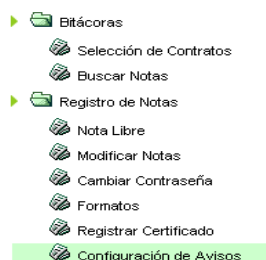 Bitácoras
Selección de Contratos
Buscar Notas
Registro de Notas
Nota Libre
Modificar Notas
Cambiar Contraseña
Formatos
Registrar Certificado
Configuración de Avisos